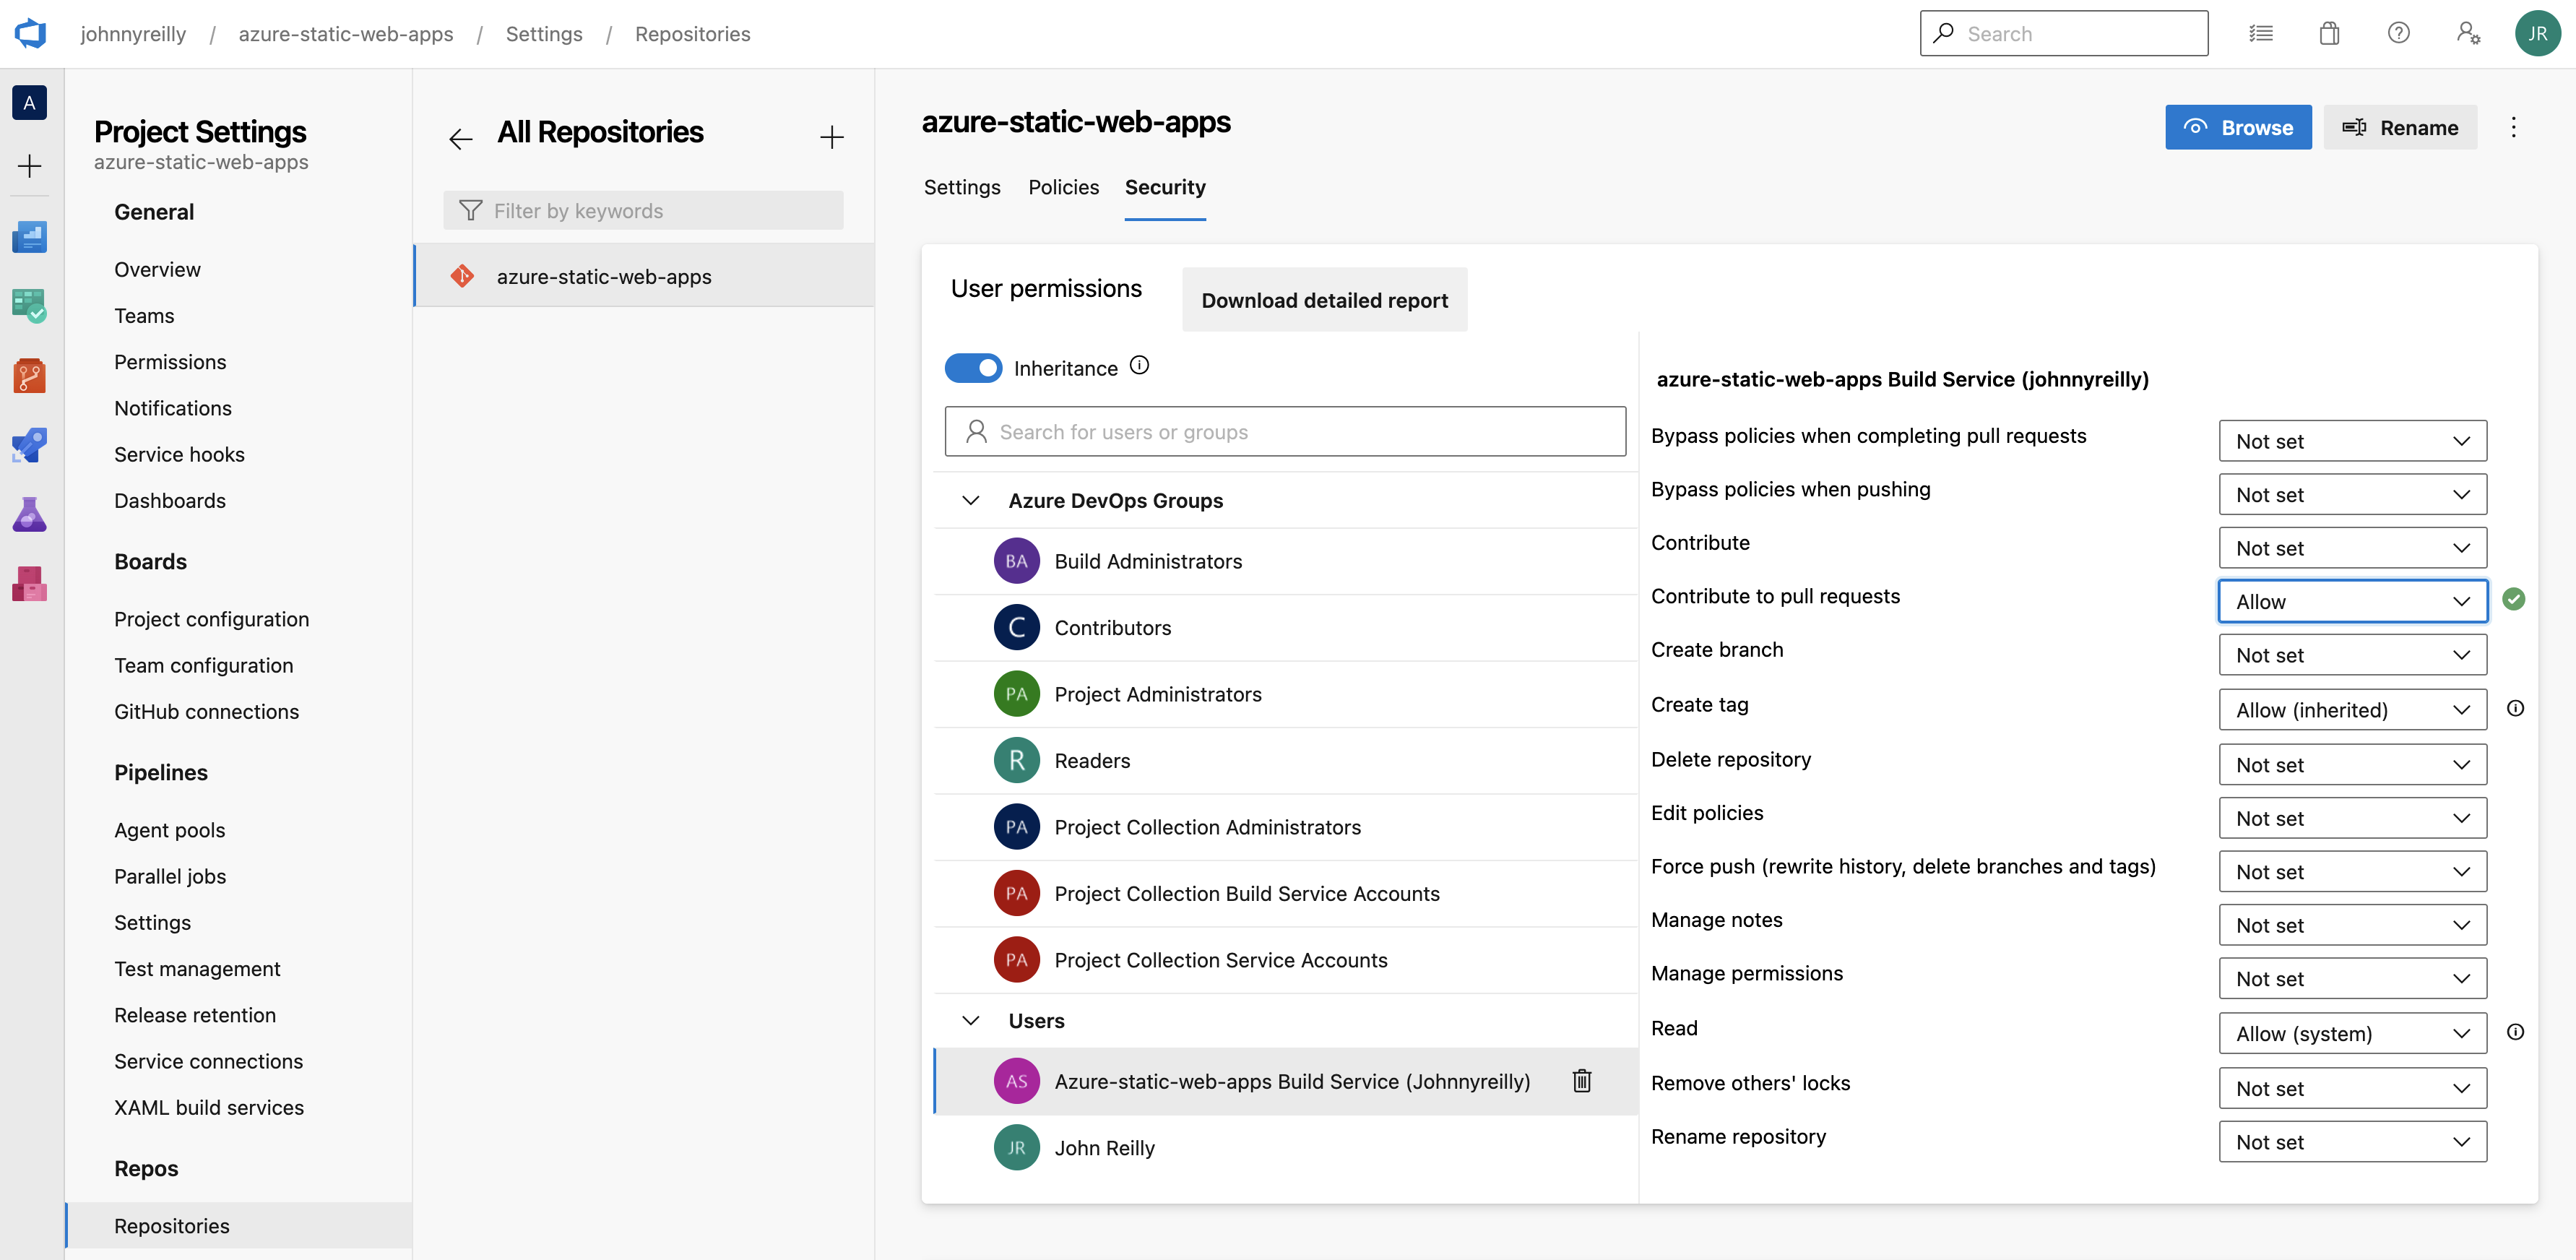 johnnyreilly / azure-static-web-apps / Settings / Repositories
Search
JR
A
Project Settings
azure-static-web-apps
General
Overview
Teams
Permissions
Notifications
Service hooks
Dashboards
Boards
Project configuration
Team configuration
GitHub connections
Pipelines
Agent pools
Parallel jobs
Settings
Test management
Release retention
Service connections
XAML build services
Repos
Repositories
All Repositories
Filter by keywords
azure-static-web-apps
azure-static-web-apps
Browse
Rename
Settings Policies Security
User permissions
Download detailed report
Inheritance
Search for users or groups
Azure DevOps Groups
BA Build Administrators
C Contributors
PA Project Administrators
R Readers
PA Project Collection Administrators
PA Project Collection Build Service Accounts
PA Project Collection Service Accounts
Users
AS Azure-static-web-apps Build Service (Johnnyreilly)
JR John Reilly
azure-static-web-apps Build Service (johnnyreilly)
Bypass policies when completing pull requests Not set
Bypass policies when pushing Not set
Contribute Not set
Contribute to pull requests Allow
Create branch Not set
Create tag Allow (inherited)
Delete repository Not set
Edit policies Not set
Force push (rewrite history, delete branches and tags) Not set
Manage notes Not set
Manage permissions Not set
Read Allow (system)
Remove others' locks Not set
Rename repository Not set